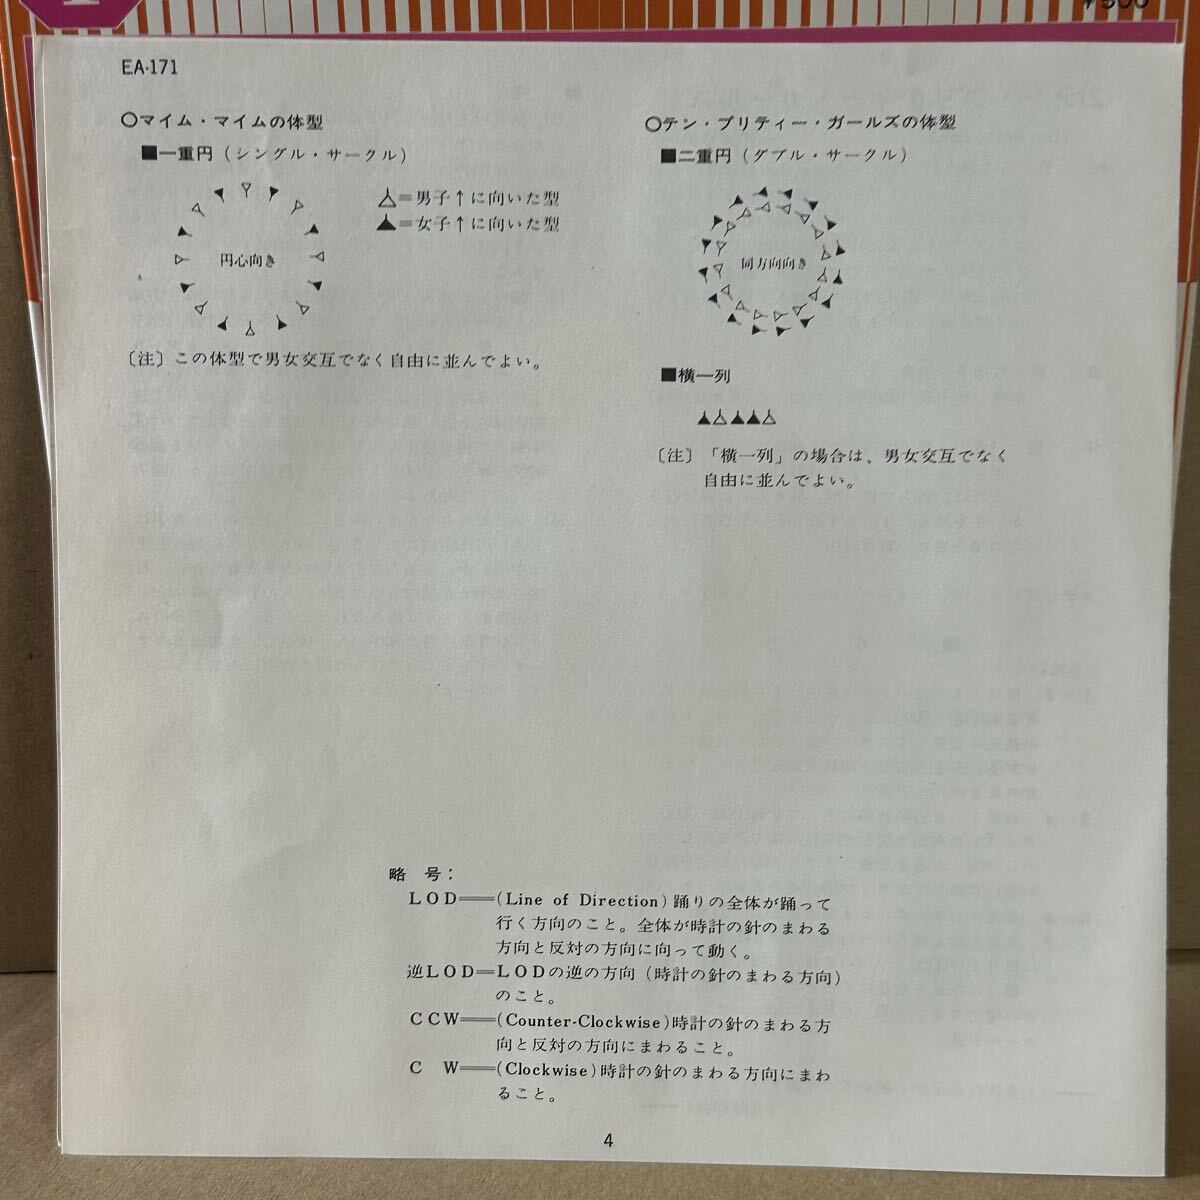 ¥500
EA・171
○マイム・マイムの体型
■一重円（シングル・サークル）
円心向き
△＝男子↑に向いた型
▲＝女子↑に向いた型
〔注〕この体型で男女交互でなく自由に並んでよい。
○テン・プリティー・ガールズの体型
■二重円（ダブル・サークル）
同方向向き
■横一列
〔注〕「横一列」の場合は、男女交互でなく
自由に並んでよい。
略　号：
ＬＯＤ══(Line of Direction)踊りの全体が踊って
行く方向のこと。全体が時計の針のまわる
方向と反対の方向に向って動く。
逆ＬＯＤ═ＬＯＤの逆の方向（時計の針のまわる方向）
のこと。
ＣＣＷ══(Counter-Clockwise)時計の針のまわる方
向と反対の方向にまわること。
Ｃ　Ｗ══(Clockwise)時計の針のまわる方向にまわ
ること。
4